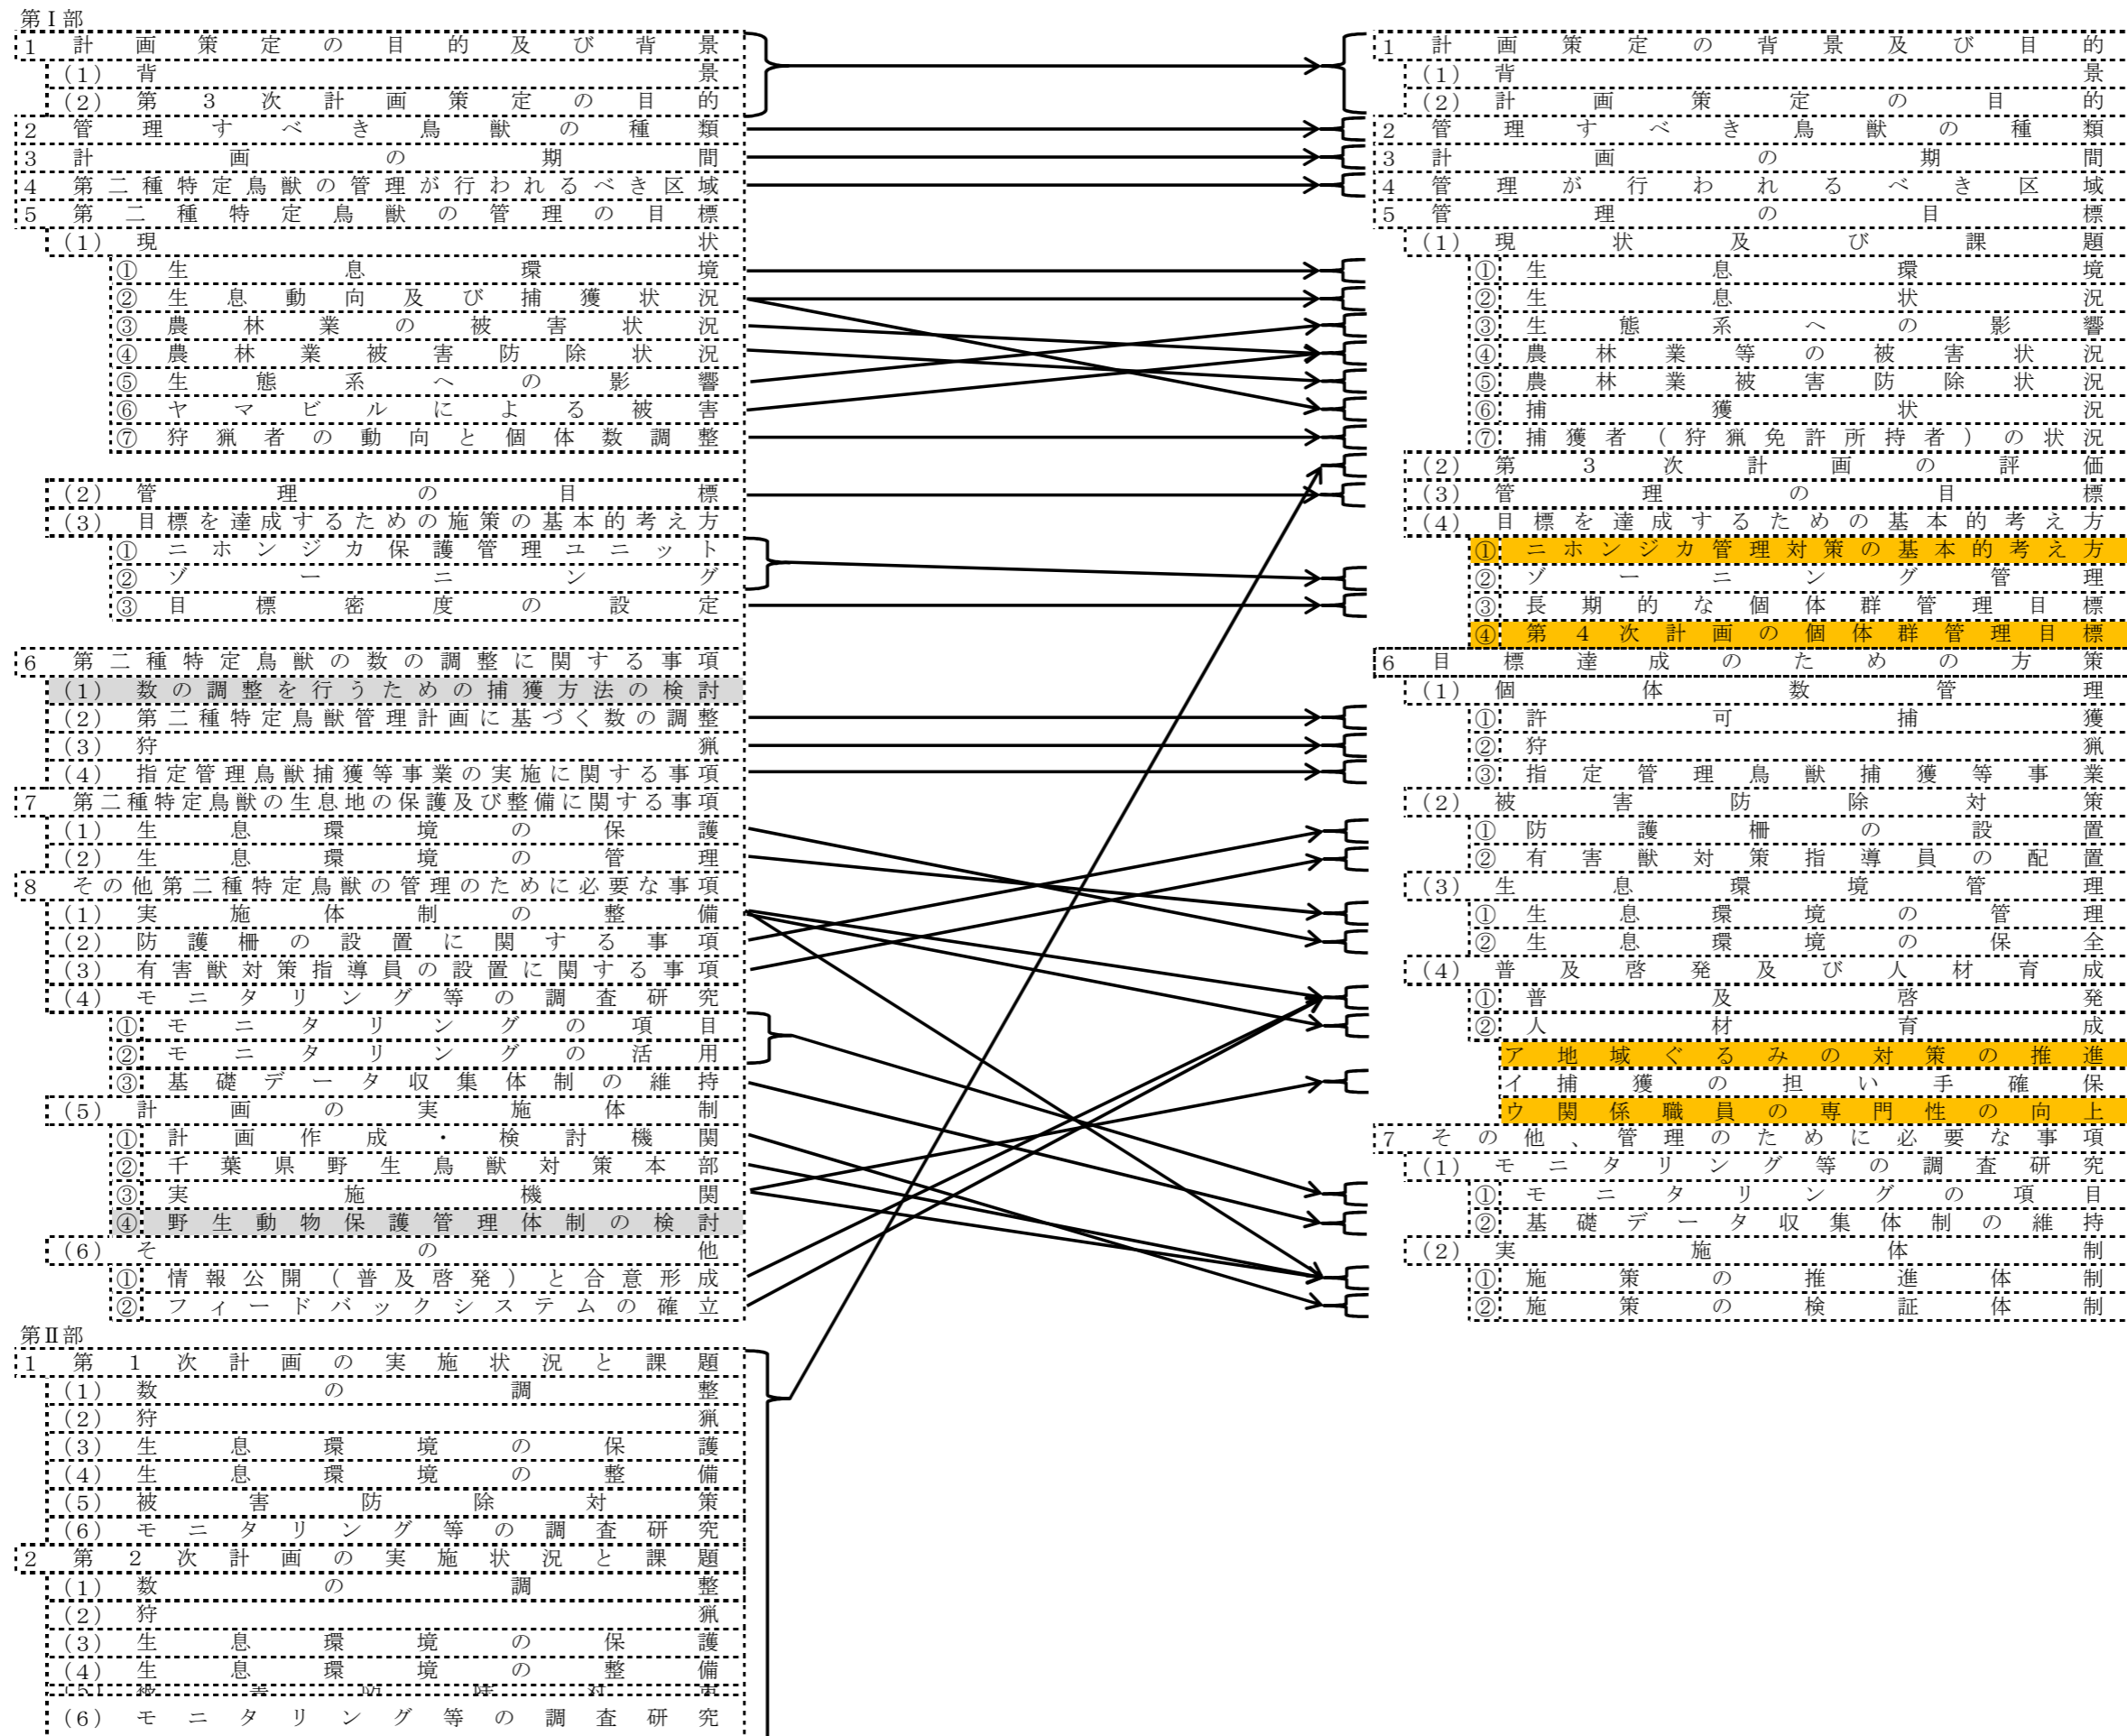 第Ⅰ部
1 計画策定の目的及び背景
(1) 背景
(2) 第3次計画策定の目的
2 管理すべき鳥獣の種類
3 計画の期間
4 第二種特定鳥獣の管理が行われるべき区域
5 第二種特定鳥獣の管理の目標
(1) 現状
① 生息環境
② 生息動向及び捕獲状況
③ 農林業の被害状況
④ 農林業被害防除状況
⑤ 生態系への影響
⑥ ヤマビルによる被害
⑦ 狩猟者の動向と個体数調整
(2) 管理の目標
(3) 目標を達成するための施策の基本的考え方
① ニホンジカ保護管理ユニット
② ゾーニング
③ 目標密度の設定
6 第二種特定鳥獣の数の調整に関する事項
(1) 数の調整を行うための捕獲方法の検討
(2) 第二種特定鳥獣管理計画に基づく数の調整
(3) 狩猟
(4) 指定管理鳥獣捕獲等事業の実施に関する事項
7 第二種特定鳥獣の生息地の保護及び整備に関する事項
(1) 生息環境の保護
(2) 生息環境の管理
8 その他第二種特定鳥獣の管理のために必要な事項
(1) 実施体制の整備
(2) 防護柵の設置に関する事項
(3) 有害獣対策指導員の設置に関する事項
(4) モニタリング等の調査研究
① モニタリングの項目
② モニタリングの活用
③ 基礎データ収集体制の維持
(5) 計画の実施体制
① 計画作成・検討機関
② 千葉県野生鳥獣対策本部
③ 実施機関
④ 野生動物保護管理体制の検討
(6) その他
① 情報公開(普及啓発)と合意形成
② フィードバックシステムの確立
第Ⅱ部
1 第1次計画の実施状況と課題
(1) 数の調整
(2) 狩猟
(3) 生息環境の保護
(4) 生息環境の整備
(5) 被害防除対策
(6) モニタリング等の調査研究
2 第2次計画の実施状況と課題
(1) 数の調整
(2) 狩猟
(3) 生息環境の保護
(4) 生息環境の整備
(6) モニタリング等の調査研究
1 計画策定の背景及び目的
(1) 背景
(2) 計画策定の目的
2 管理すべき鳥獣の種類
3 計画の期間
4 管理が行われるべき区域
5 管理の目標
(1) 現状及び課題
① 生息環境
② 生息状況
③ 生態系への影響
④ 農林業等の被害状況
⑤ 農林業被害防除状況
⑥ 捕獲状況
⑦ 捕獲者(狩猟免許所持者)の状況
(2) 第3次計画の評価
(3) 管理の目標
(4) 目標を達成するための基本的考え方
① ニホンジカ管理対策の基本的考え方
② ゾーニング管理
③ 長期的な個体群管理目標
④ 第4次計画の個体群管理目標
6 目標達成のための方策
(1) 個体数管理
① 許可捕獲
② 狩猟
③ 指定管理鳥獣捕獲等事業
(2) 被害防除対策
① 防護柵の設置
② 有害獣対策指導員の配置
(3) 生息環境管理
① 生息環境の管理
② 生息環境の保全
(4) 普及啓発及び人材育成
① 普及啓発
② 人材育成
ア 地域ぐるみの対策の推進
イ 捕獲の担い手確保
ウ 関係職員の専門性の向上
7 その他、管理のために必要な事項
(1) モニタリング等の調査研究
① モニタリングの項目
② 基礎データ収集体制の維持
(2) 実施体制
① 施策の推進体制
② 施策の検証体制